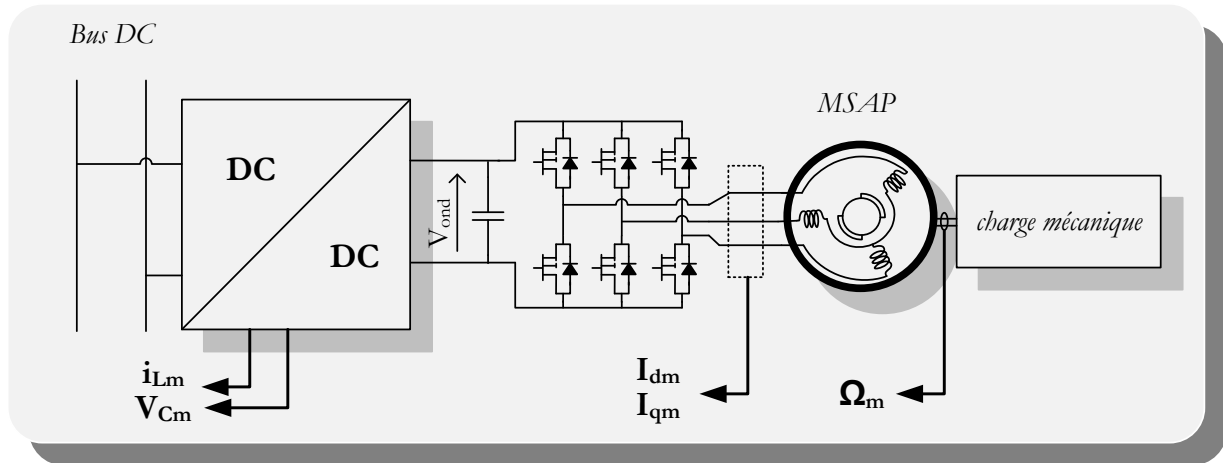 Bus DC
MSAP
DC
DC
Vond
charge mécanique
iLm
VCm
Idm
Iqm
Ωm